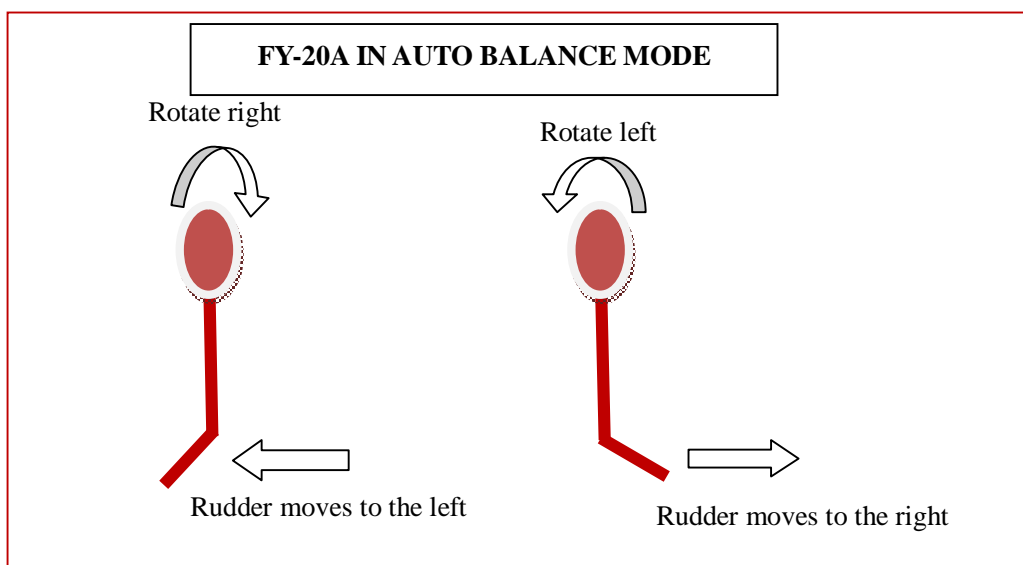 FY-20A IN AUTO BALANCE MODE
Rotate right
Rotate left
Rudder moves to the left
Rudder moves to the right